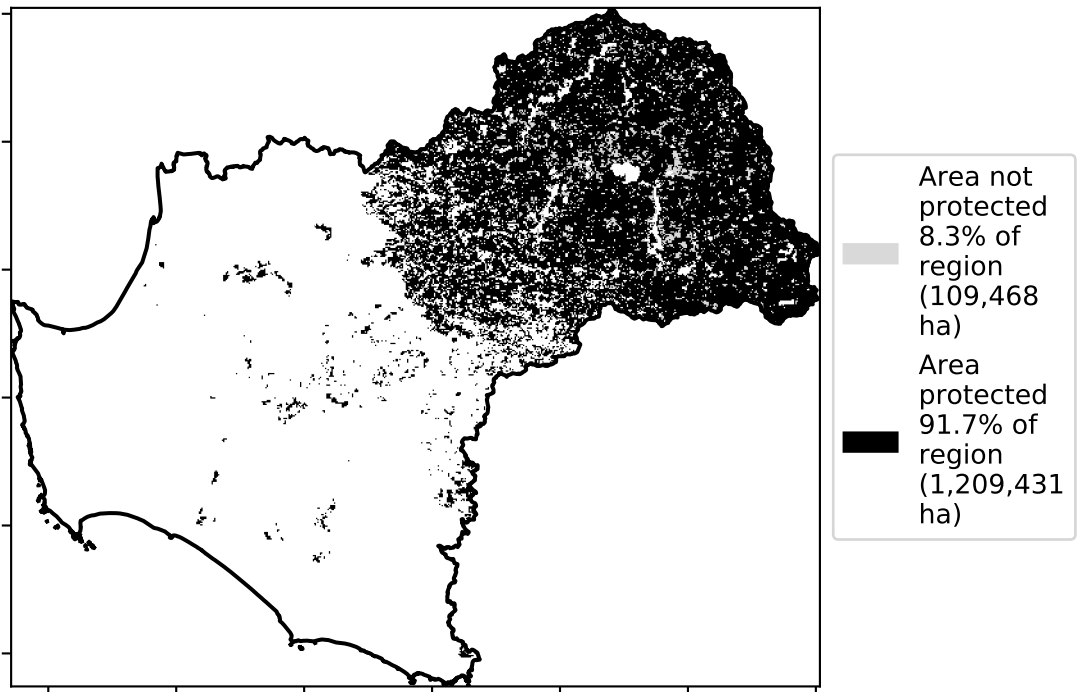 Area not
protected
8.3% of
region
(109,468
ha)
Area
protected
91.7% of
region
(1,209,431
ha)